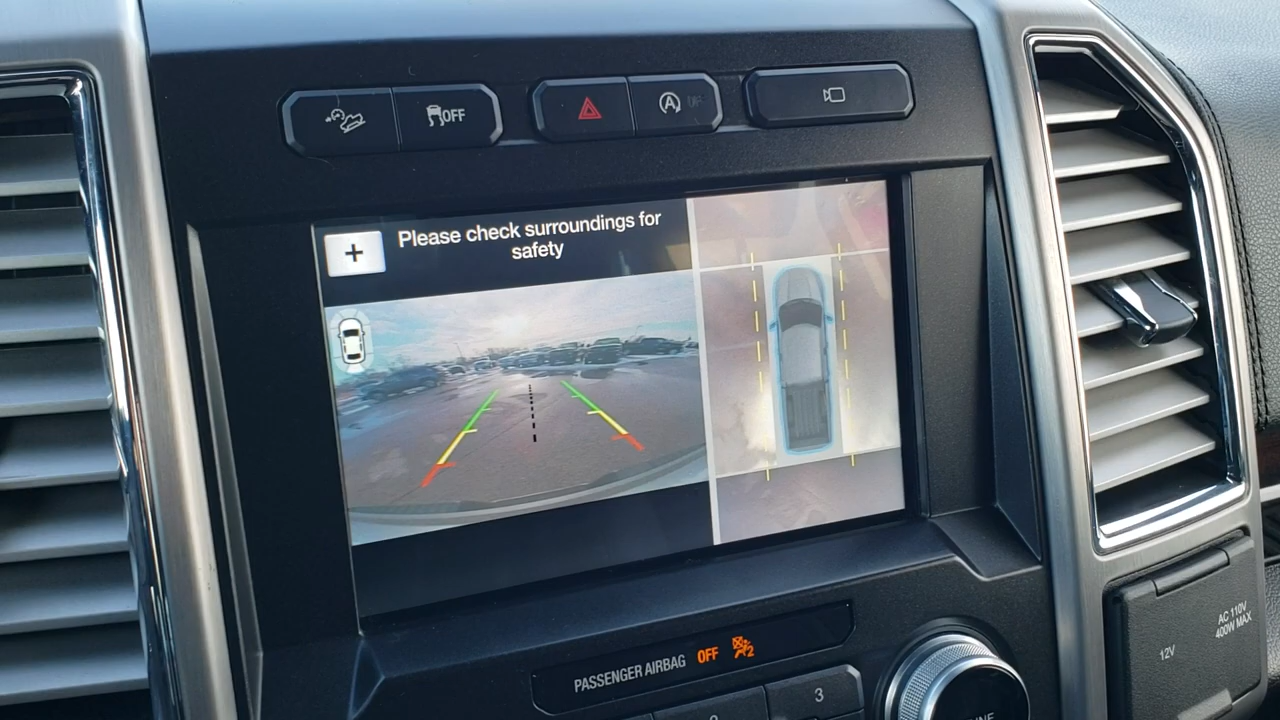 OFF
Please check surroundings for
safety
+
PASSENGER AIRBAG OFF 2
3
AC 110V
400W MAX
12V